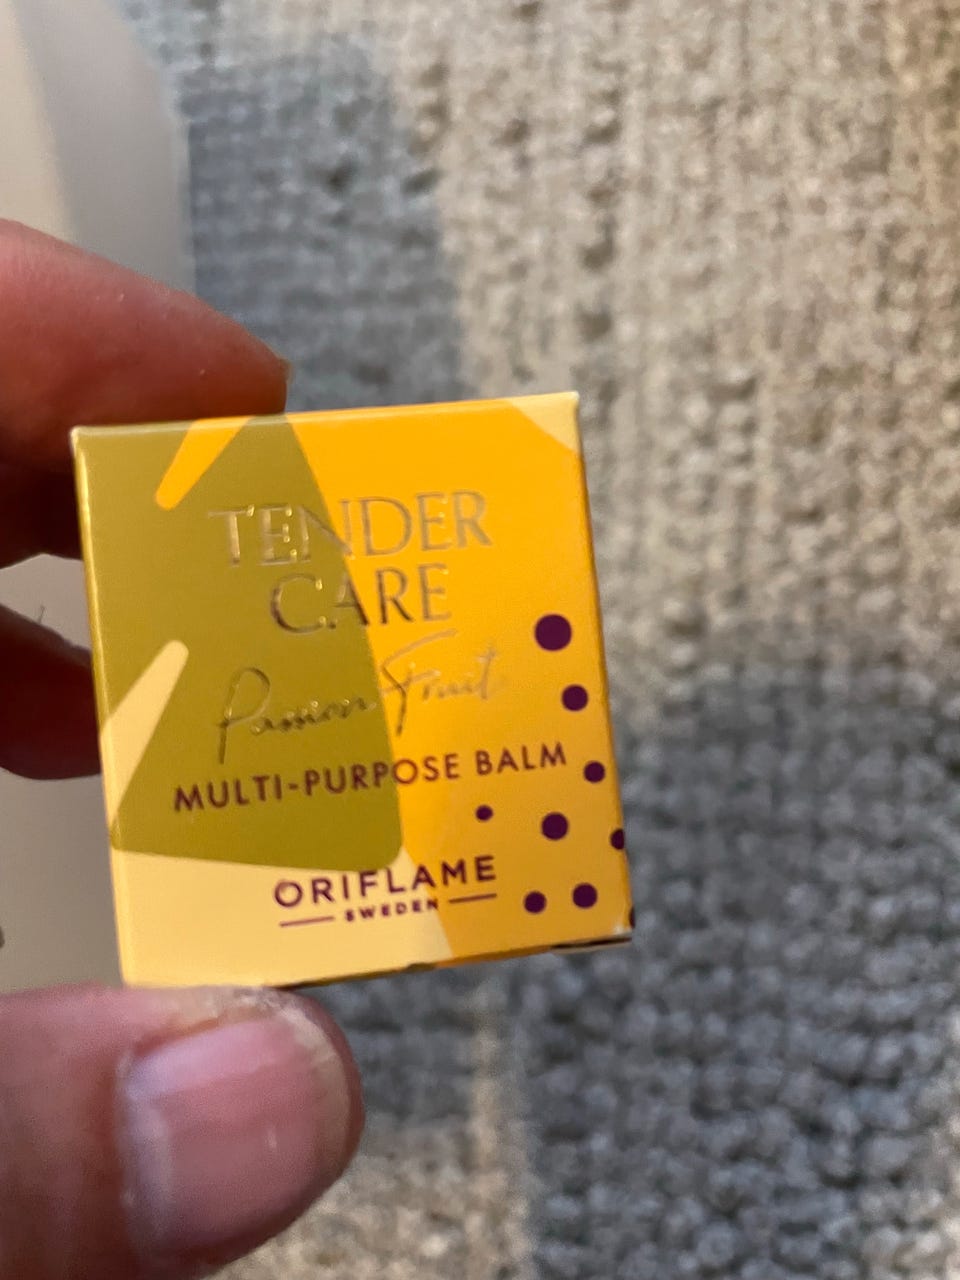 TENDER
CARE
Passion Fruit
MULTI-PURPOSE BALM
ORIFLAME
SWEDEN